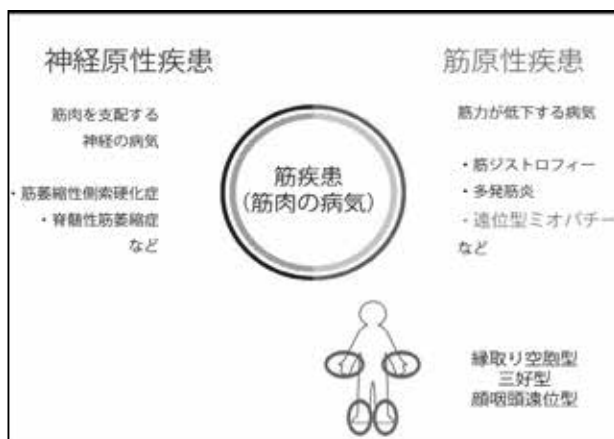 神経原性疾患
筋肉を支配する
神経の病気
・筋萎縮性側索硬化症
・脊髄性筋萎縮症
など
筋疾患
(筋肉の病気)
筋原性疾患
筋力が低下する病気
・筋ジストロフィー
・多発筋炎
・遠位型ミオパチー
など
縁取り空胞型
三好型
顔咽頭遠位型